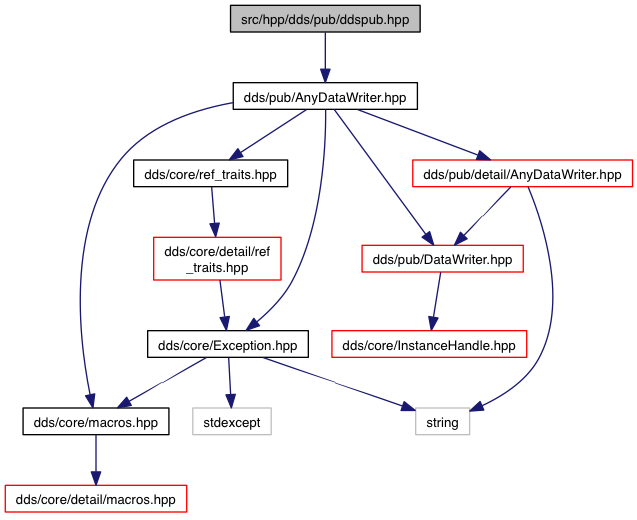 src/hpp/dds/pub/ddspub.hpp
dds/pub/AnyDataWriter.hpp
dds/core/ref_traits.hpp
dds/pub/detail/AnyDataWriter.hpp
dds/core/detail/ref
_traits.hpp
dds/pub/DataWriter.hpp
dds/core/Exception.hpp
dds/core/InstanceHandle.hpp
dds/core/macros.hpp
stdexcept
string
dds/core/detail/macros.hpp